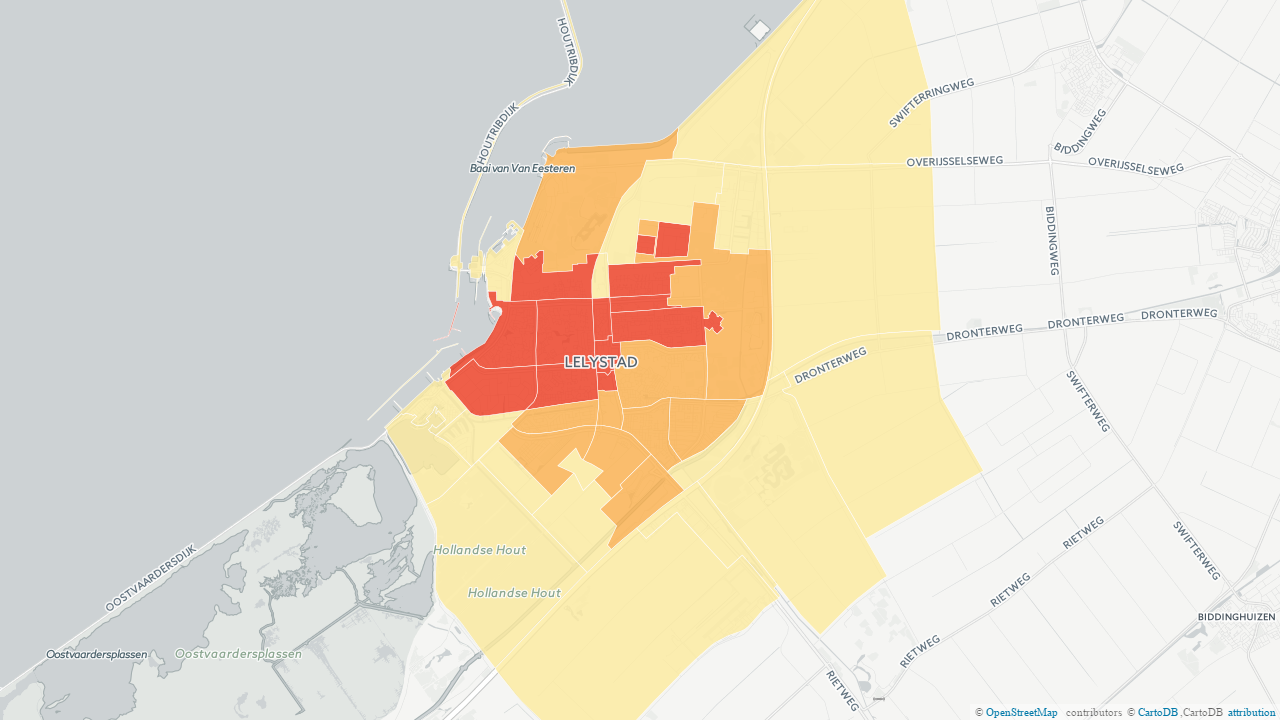 HOUTRIBDIJK
HOUTRIBDIJK
SWIFTERRINGWEG
BIDDINGWEG
Baai van Van Eesteren
OVERIJSSELSEWEG
OVERIJSSELSEWEG
BIDDINGWEG
DRONTERWEG
DRONTERWEG
DRONTERWEG
LELYSTAD
DRONTERWEG
SWIFTERWEG
Hollandse Hout
OOSTVAARDERSDIJK
RIETWEG
SWIFTERWEG
Hollandse Hout
RIETWEG
BIDDINGHUIZEN
Oostvaardersplassen
Oostvaardersplassen
RIETWEG
RIETWEG
© OpenStreetMap contributors © CartoDB ,CartoDB attribution